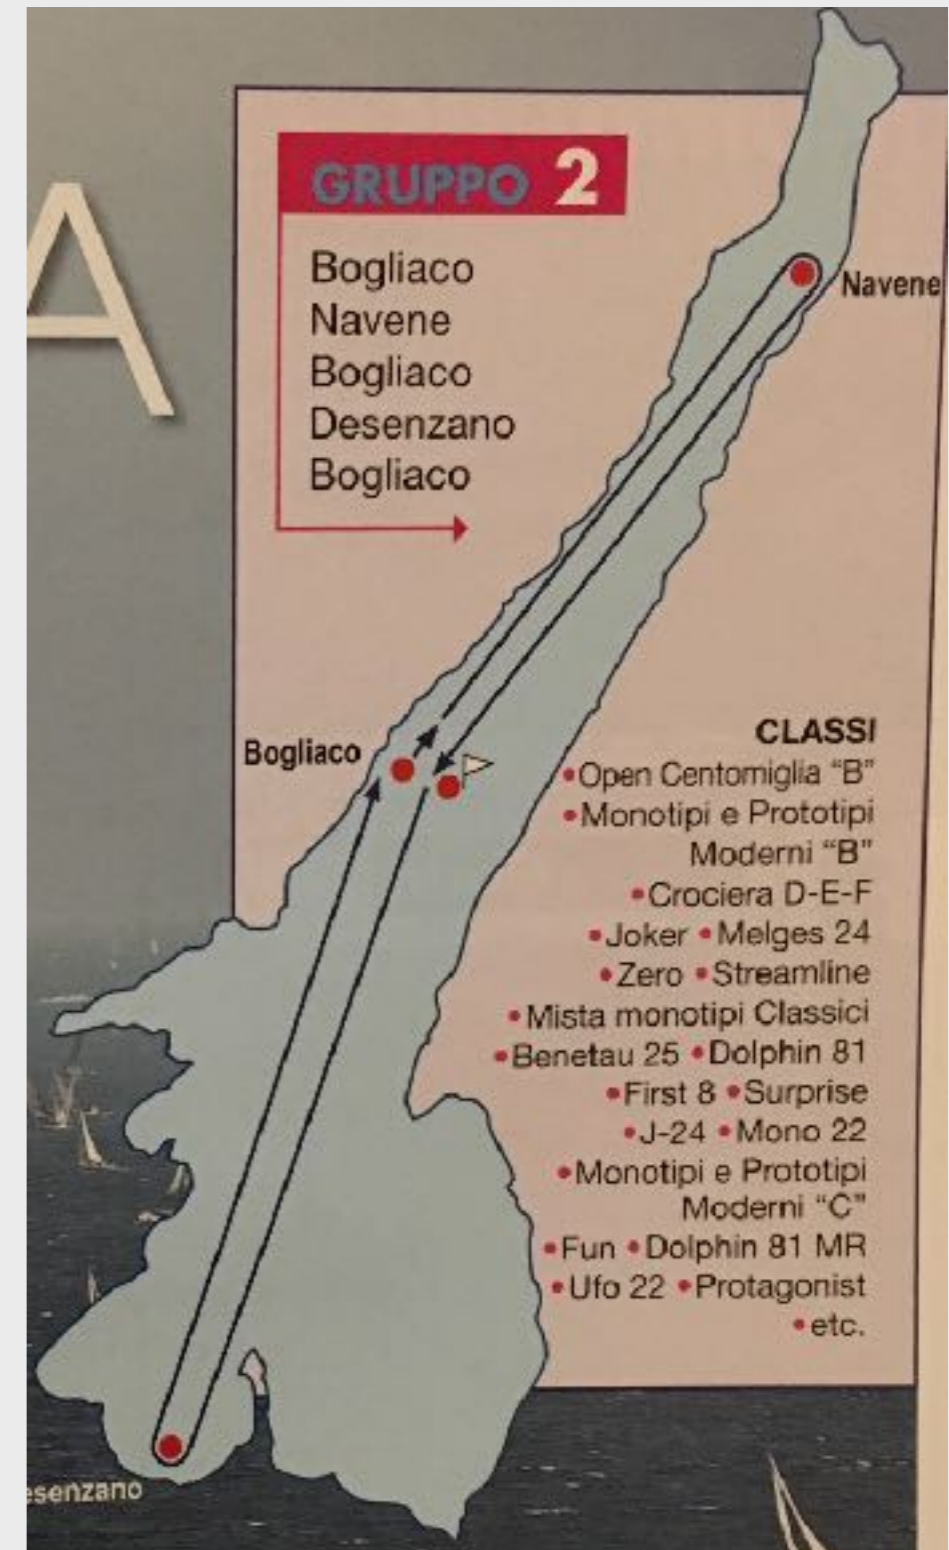 A
GRUPPO 2
Bogliaco
Navene
Bogliaco
Desenzano
Bogliaco
Navene
Bogliaco
CLASSI
•Open Centomiglia “B”
•Monotipi e Prototipi
Moderni “B”
•Crociera D-E-F
•Joker •Melges 24
•Zero •Streamline
•Mista monotipi Classici
•Benetau 25 •Dolphin 81
•First 8 •Surprise
•J-24 •Mono 22
•Monotipi e Prototipi
Moderni “C”
•Fun •Dolphin 81 MR
•Ufo 22 •Protagonist
•etc.
esenzano